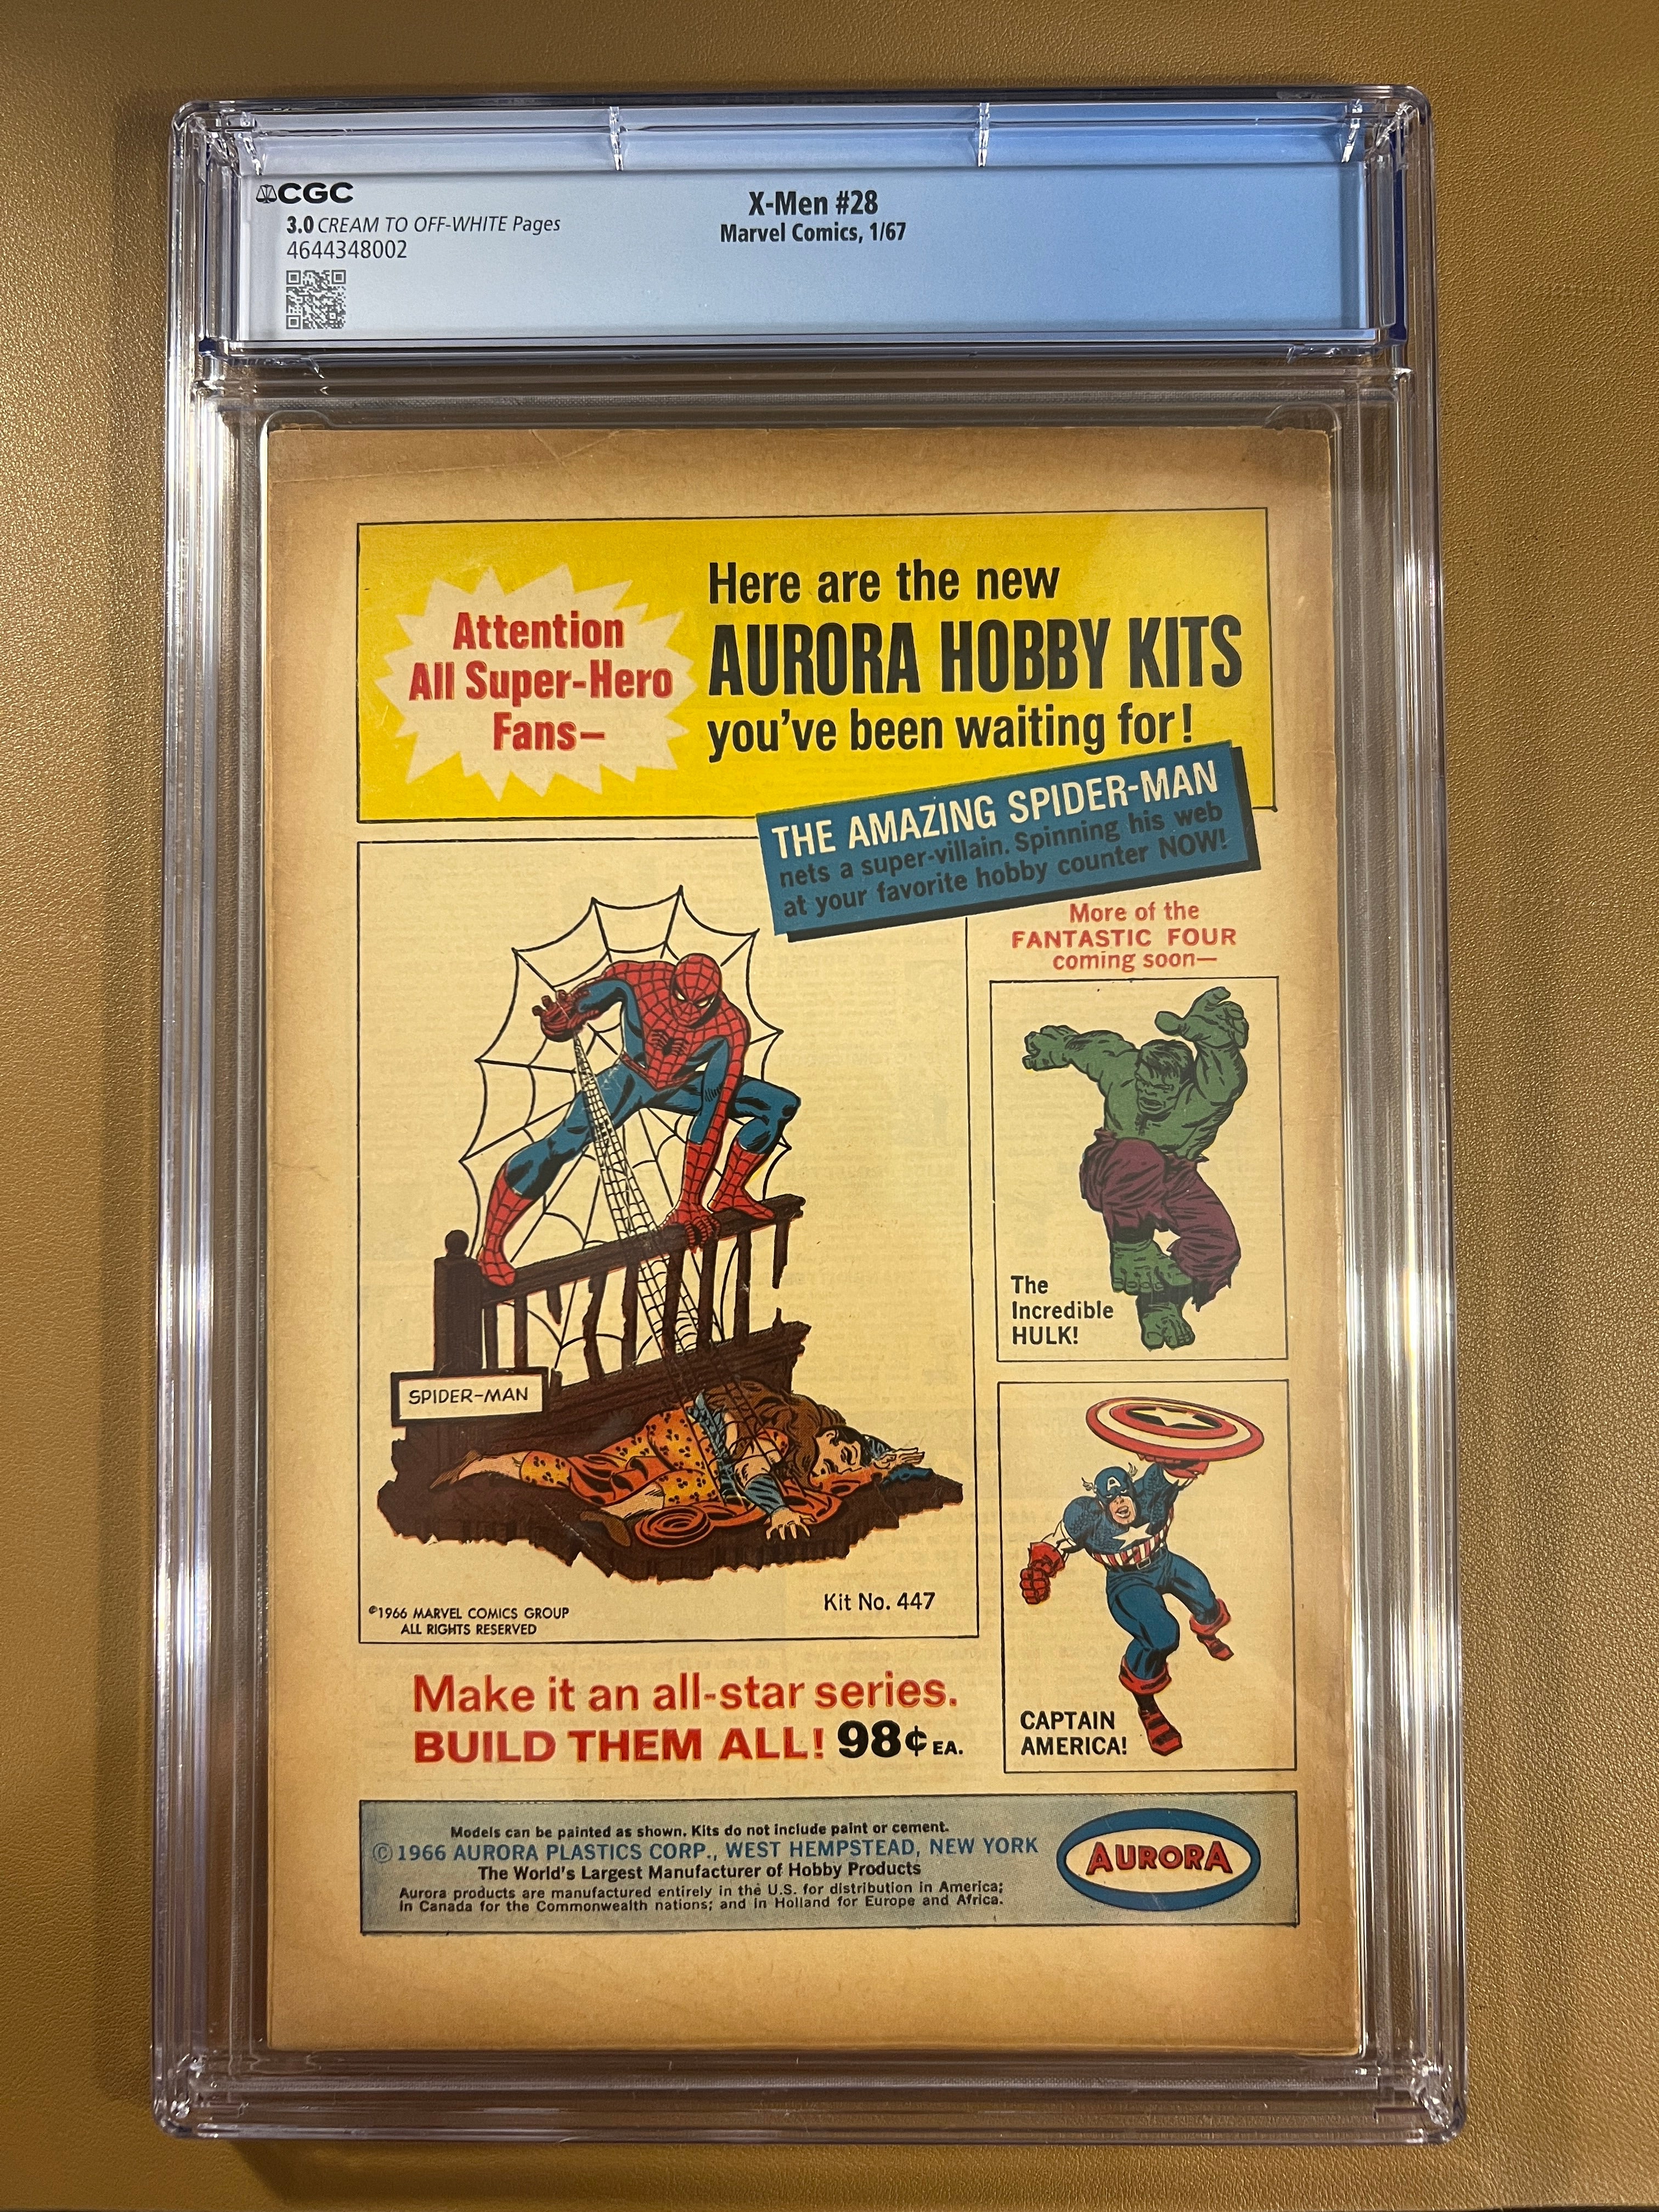 CGC
3.0 CREAM TO OFF-WHITE Pages
4644348002
X-Men #28
Marvel Comics, 1/67
Attention
All Super-Hero
Fans—
Here are the new
AURORA HOBBY KITS
you've been waiting for!
THE AMAZING SPIDER-MAN
nets a super-villain. Spinning his web
at your favorite hobby counter NOW!
More of the
FANTASTIC FOUR
coming soon—
The
Incredible
HULK!
SPIDER-MAN
A
Kit No. 447
©1966 MARVEL COMICS GROUP
ALL RIGHTS RESERVED
CAPTAIN
AMERICA!
Make it an all-star series.
BUILD THEM ALL! 98¢ EA.
Models can be painted as shown. Kits do not include paint or cement.
©1966 AURORA PLASTICS CORP., WEST HEMPSTEAD, NEW YORK
The World's Largest Manufacturer of Hobby Products
Aurora products are manufactured entirely in the U.S. for distribution in America;
in Canada for the Commonwealth nations; and in Holland for Europe and Africa.
AURORA